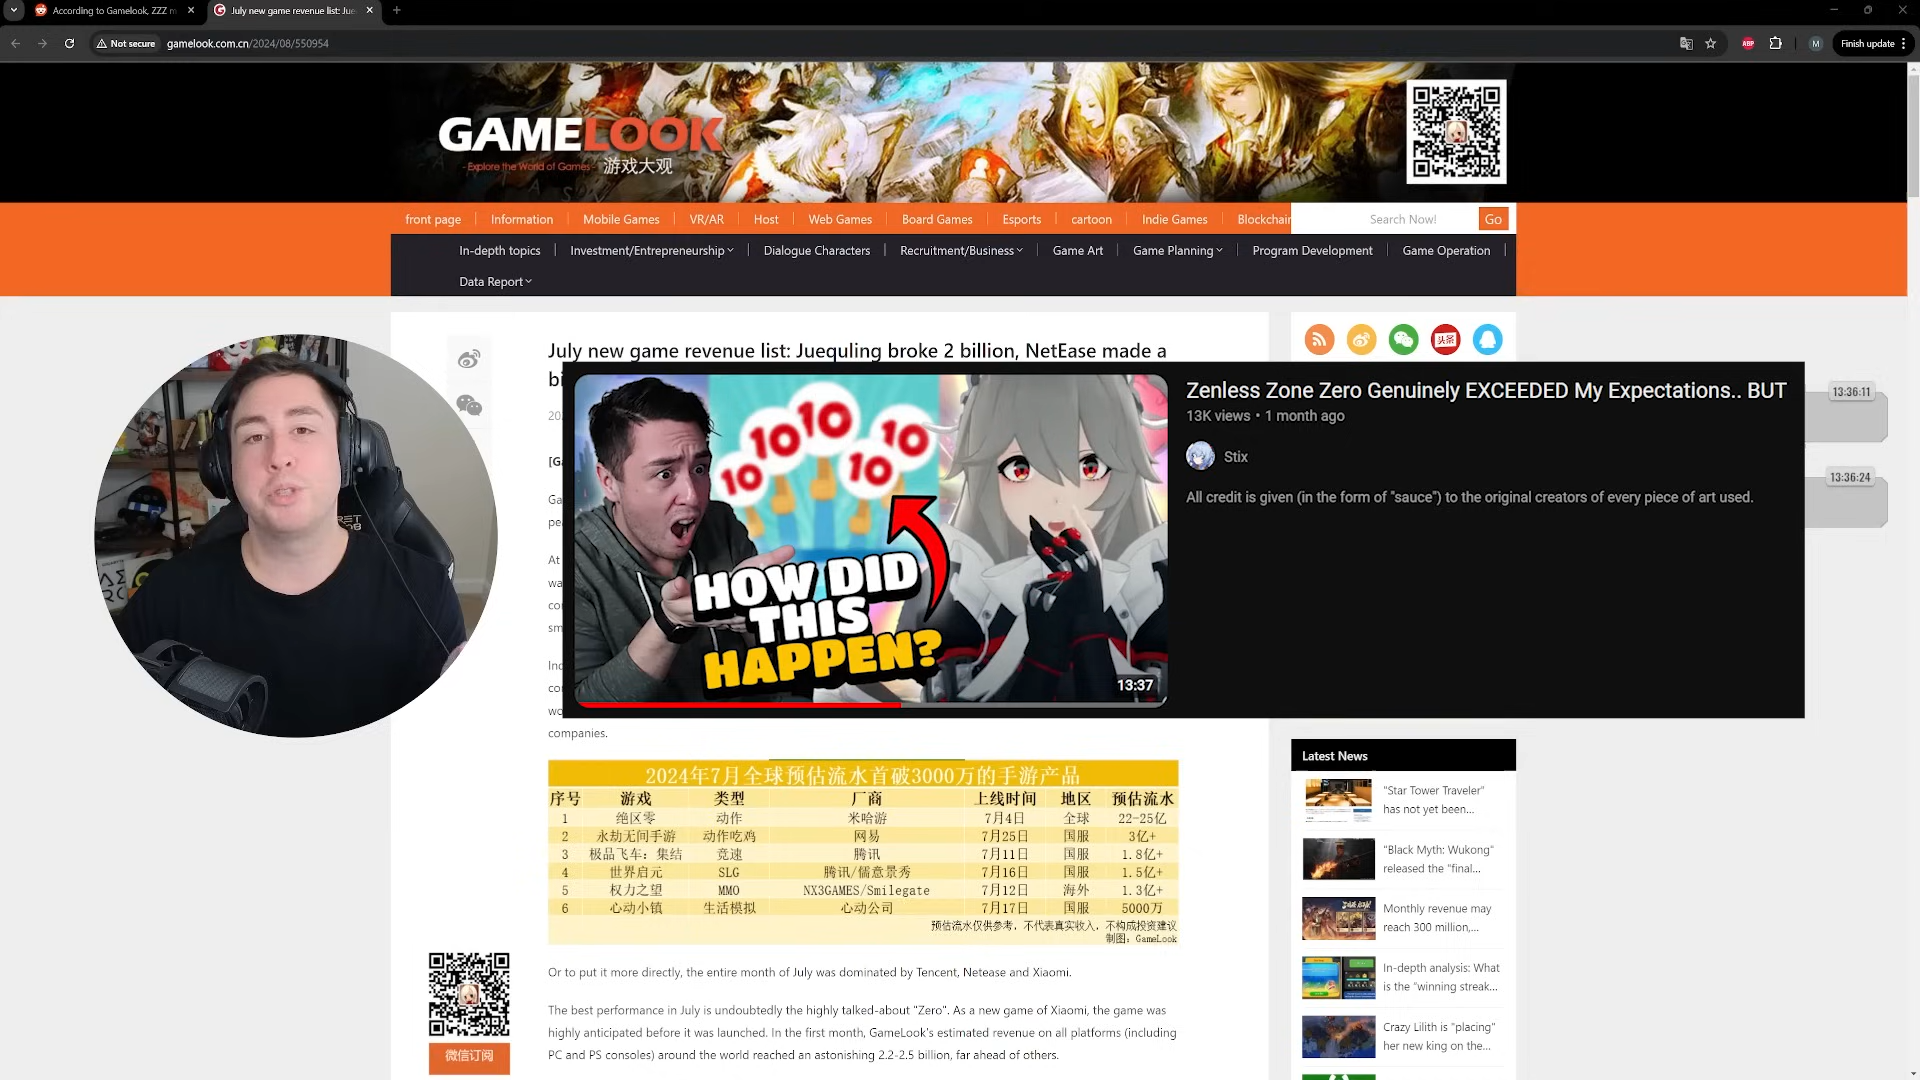 According to Gamelook, ZZZ m
July new game revenue list: Jue
Not secure
gamelook.com.cn/2024/08/550954
ABP
M
Finish update
GAMELOOK
- Explore the World of Games -
游戏大观
front page
Information
Mobile Games
VR/AR
Host
Web Games
Board Games
Esports
cartoon
Indie Games
Blockchain
Search Now!
Go
In-depth topics
Investment/Entrepreneurship
Dialogue Characters
Recruitment/Business
Game Art
Game Planning
Program Development
Game Operation
Data Report
头条
July new game revenue list: Juequling broke 2 billion, NetEase made a
bi
20
[Ga
Ga
pe
At
wa
co
sm
Inc
co
wo
companies.
10
10
10
10
10
HOW DID
THIS
HAPPEN?
13:37
Zenless Zone Zero Genuinely EXCEEDED My Expectations.. BUT
13K views • 1 month ago
Stix
All credit is given (in the form of "sauce") to the original creators of every piece of art used.
13:36:11
13:36:24
2024年7月全球预估流水首破3000万的手游产品
序号 游戏 类型 厂商 上线时间 地区 预估流水
1 绝区零 动作 米哈游 7月4日 全球 22-25亿
2 永劫无间手游 动作吃鸡 网易 7月25日 国服 3亿+
3 极品飞车：集结 竞速 腾讯 7月11日 国服 1.8亿+
4 世界启元 SLG 腾讯/儒意景秀 7月16日 国服 1.5亿+
5 权力之望 MMO NX3GAMES/Smilegate 7月12日 海外 1.3亿+
6 心动小镇 生活模拟 心动公司 7月17日 国服 5000万
预估流水仅供参考，不代表真实收入，不构成投资建议
制图：GameLook
Or to put it more directly, the entire month of July was dominated by Tencent, Netease and Xiaomi.
The best performance in July is undoubtedly the highly talked-about "Zero". As a new game of Xiaomi, the game was
highly anticipated before it was launched. In the first month, GameLook's estimated revenue on all platforms (including
PC and PS consoles) around the world reached an astonishing 2.2-2.5 billion, far ahead of others.
微信订阅
Latest News
"Star Tower Traveler"
has not yet been...
"Black Myth: Wukong"
released the "final...
Monthly revenue may
reach 300 million,...
In-depth analysis: What
is the "winning streak...
Crazy Lilith is "placing"
her new king on the...